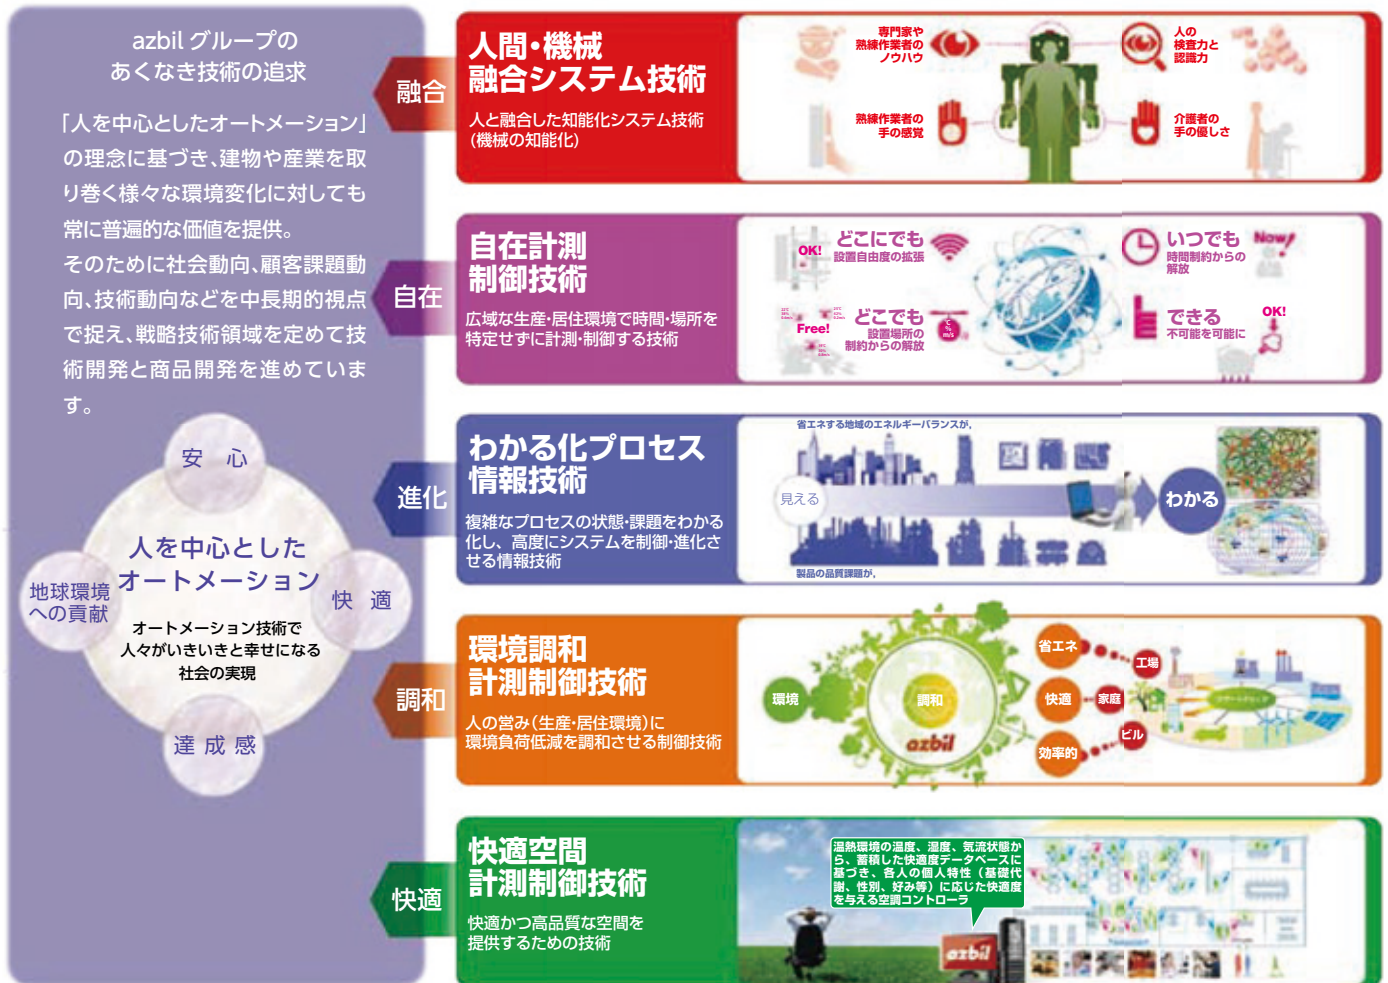 azbil グループの
あくなき技術の追求
「人を中心としたオートメーション」
の理念に基づき、建物や産業を取
り巻く様々な環境変化に対しても
常に普遍的な価値を提供。
そのために社会動向、顧客課題動
向、技術動向などを中長期的視点
で捉え、戦略技術領域を定めて技
術開発と商品開発を進めていま
す。
安 心
人を中心とした
オートメーション
地球環境
への貢献
快 適
オートメーション技術で
人々がいきいきと幸せになる
社会の実現
達 成 感
融合
人間・機械
融合システム技術
人と融合した知能化システム技術
(機械の知能化)
専門家や
熟練作業者の
ノウハウ
人の
検査力と
認識力
熟練作業者の
手の感覚
介護者の
手の優しさ
自在
自在計測
制御技術
広域な生産・居住環境で時間・場所を
特定せずに計測・制御する技術
OK!
どこにでも
設置自由度の拡張
いつでも
時間制約からの
解放
Now!
Free!
どこでも
設置場所の
制約からの解放
℃
%
m/s
できる
不可能を可能に
OK!
進化
わかる化プロセス
情報技術
複雑なプロセスの状態・課題をわかる
化し、高度にシステムを制御・進化さ
せる情報技術
省エネする地域のエネルギーバランスが,
見える
わかる
製品の品質課題が,
調和
環境調和
計測制御技術
人の営み(生産・居住環境)に
環境負荷低減を調和させる制御技術
環境
調和
azbil
省エネ
快適
効率的
工場
家庭
ビル
快適
快適空間
計測制御技術
快適かつ高品質な空間を
提供するための技術
温熱環境の温度、湿度、気流状態か
ら、蓄積した快適度データベースに
基づき、各人の個人特性（基礎代
謝、性別、好み等）に応じた快適度
を与える空調コントローラ
azbil